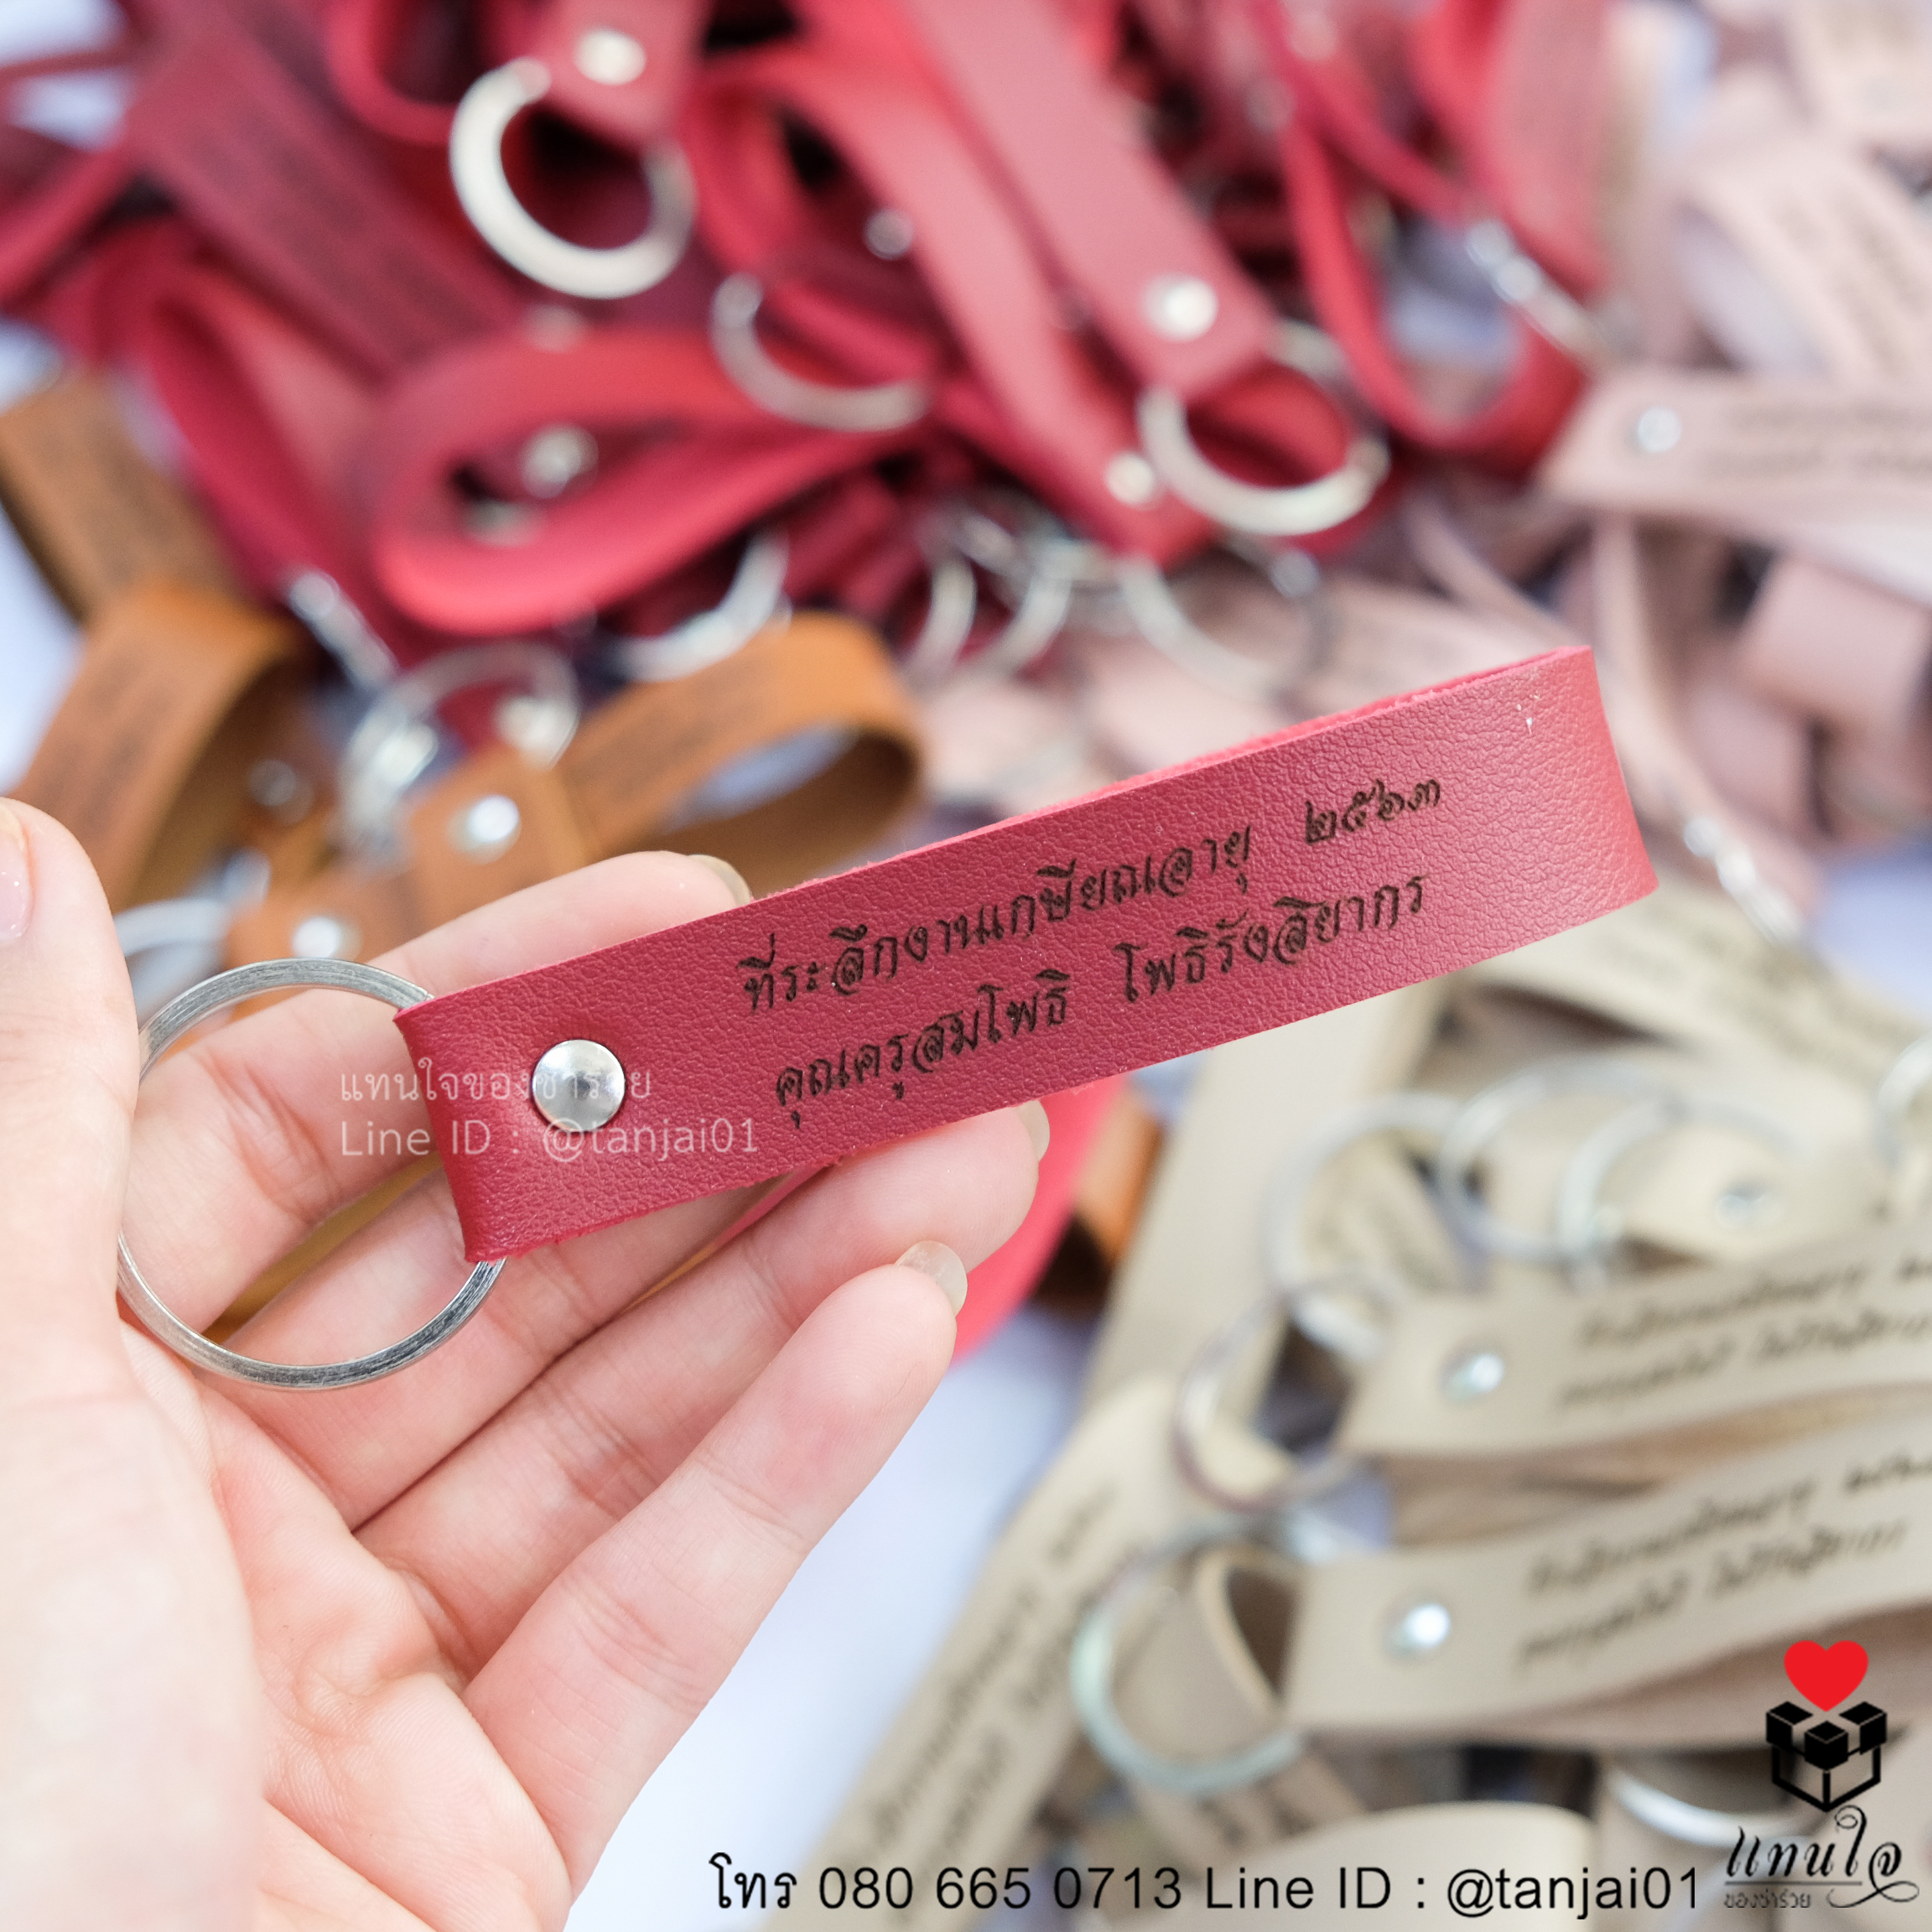 ที่ระลึกงานเกษียณอายุ ๒๕๖๓
คุณครูสมโพธิ โพธิรังสิยากร
แทนใจของชำร่วย
Line ID : @tanjai01
แทนใจ
ของชำร่วย
โทร 080 665 0713 Line ID : @tanjai01